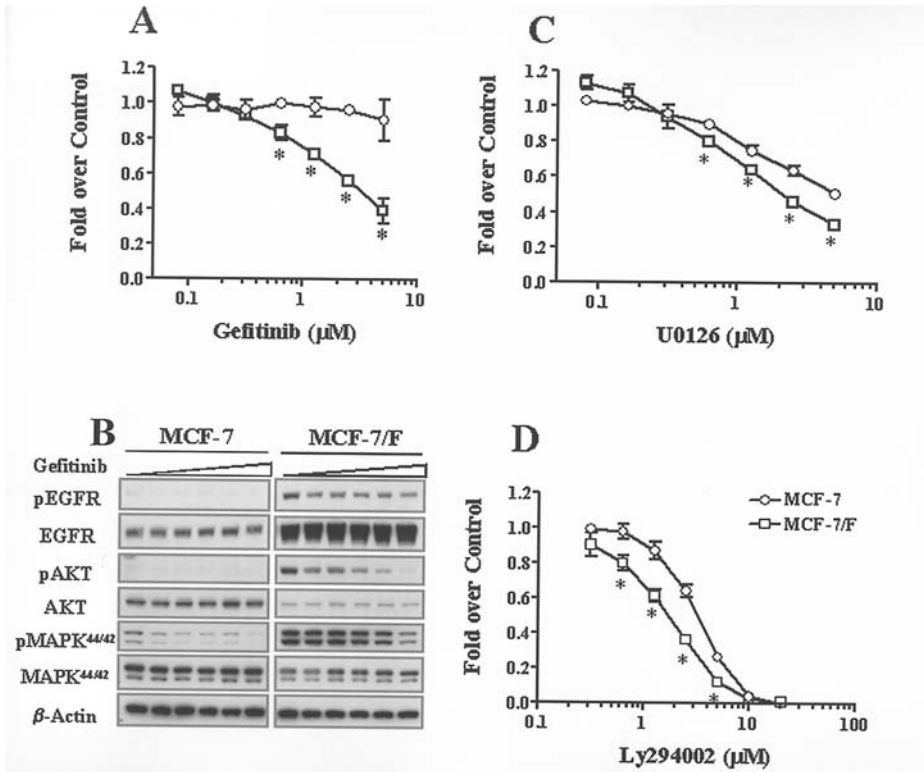 A
Fold over Control
1.2
1.0
0.8
0.6
0.4
0.2
0.0
0.1
1
10
Gefitinib (μM)
*
*
*
*
C
Fold over Control
1.2
1.0
0.8
0.6
0.4
0.2
0.0
0.1
1
10
U0126 (μM)
*
*
*
*
B
MCF-7
MCF-7/F
Gefitinib
pEGFR
EGFR
pAKT
AKT
pMAPK44/42
MAPK44/42
β-Actin
D
Fold over Control
1.2
1.0
0.8
0.6
0.4
0.2
0.0
0.1
1
10
100
Ly294002 (μM)
MCF-7
MCF-7/F
*
*
*
*